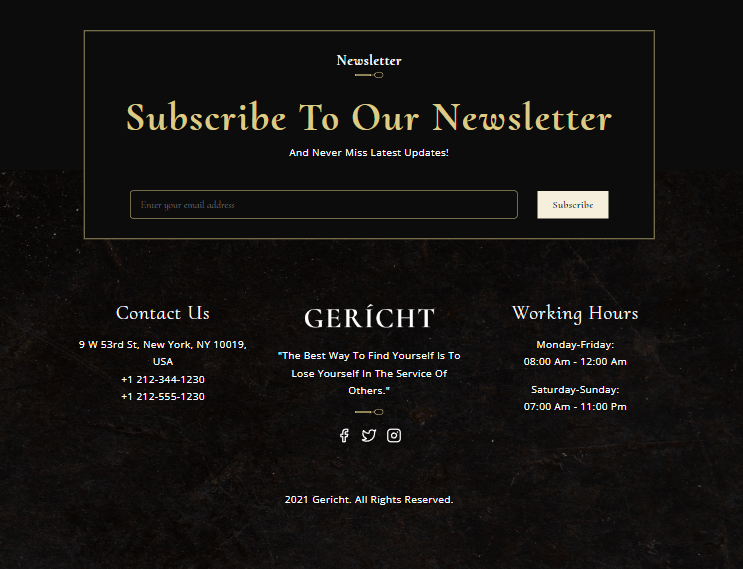 Newsletter
Subscribe To Our Newsletter
And Never Miss Latest Updates!
Enter your email address
Subscribe
Contact Us
9 W 53rd St, New York, NY 10019,
USA
+1 212-344-1230
+1 212-555-1230
GERÍCHT
"The Best Way To Find Yourself Is To
Lose Yourself In The Service Of
Others."
Working Hours
Monday-Friday:
08:00 Am - 12:00 Am
Saturday-Sunday:
07:00 Am - 11:00 Pm
2021 Gericht. All Rights Reserved.